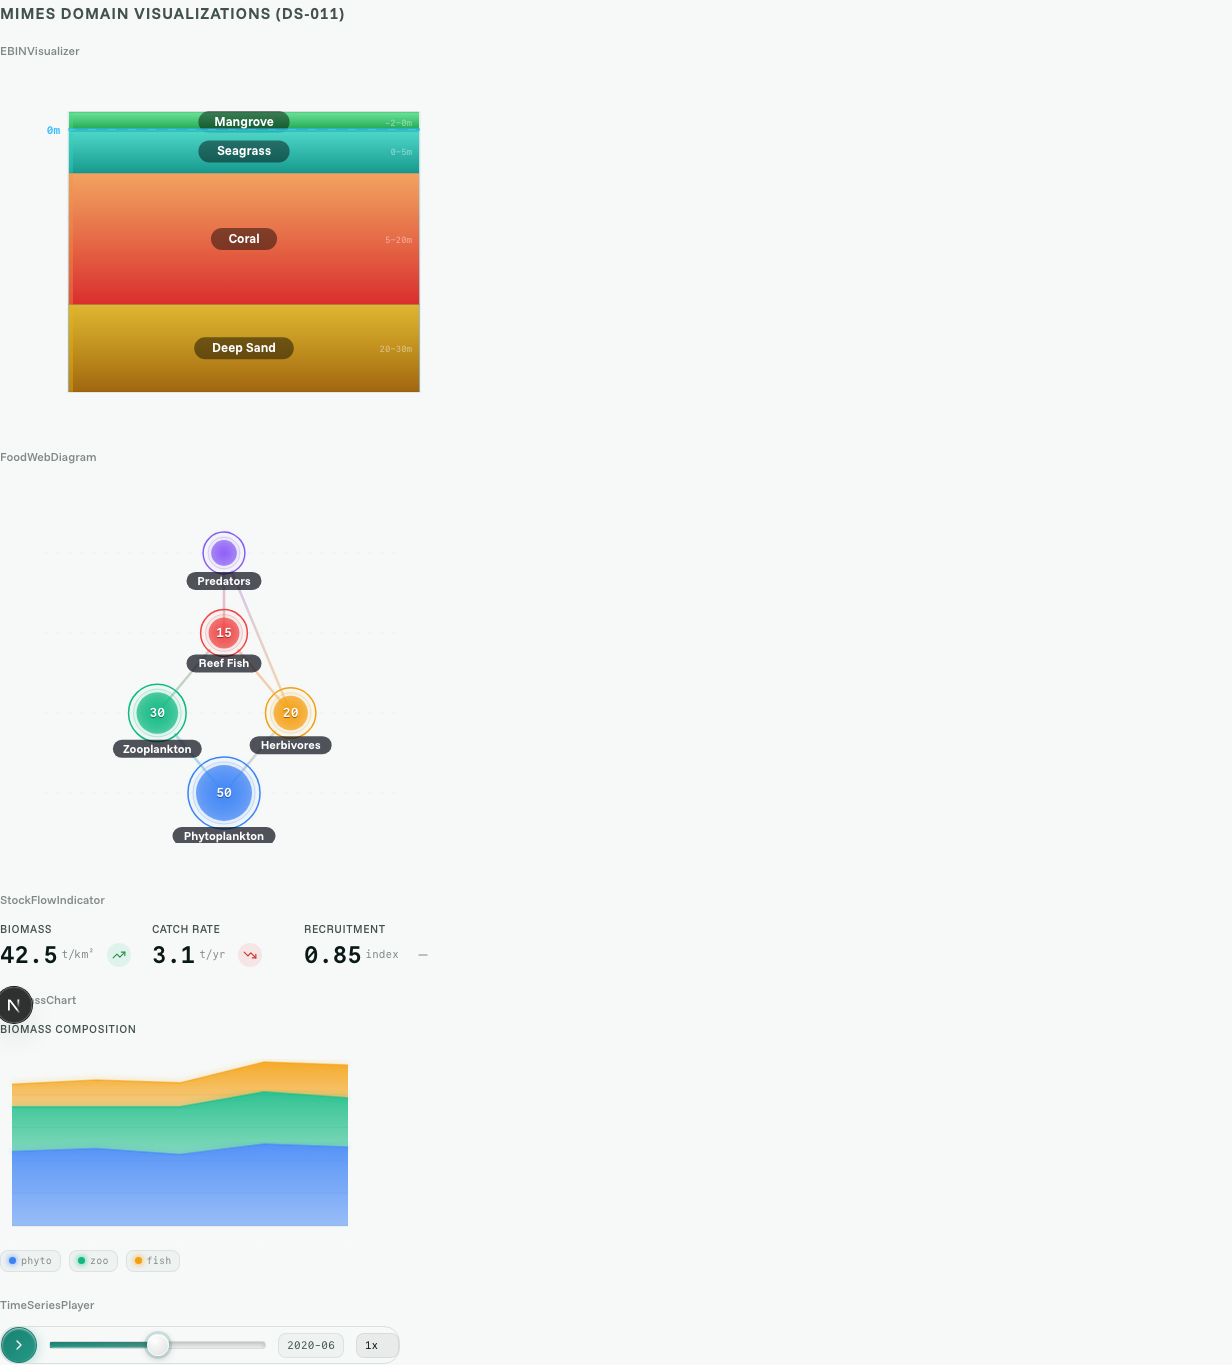 MIMES DOMAIN VISUALIZATIONS (DS-011)
EBINVisualizer
Mangrove
-2-0m
0m
Seagrass
0-5m
Coral
5-20m
Deep Sand
20-30m
FoodWebDiagram
Predators
15
Reef Fish
30
20
Zooplankton
Herbivores
50
Phytoplankton
StockFlowIndicator
BIOMASS CATCH RATE RECRUITMENT
42.5 t/km² 3.1 t/yr 0.85 index —
N
ssChart
BIOMASS COMPOSITION
phyto zoo fish
TimeSeriesPlayer
2020-06 1x